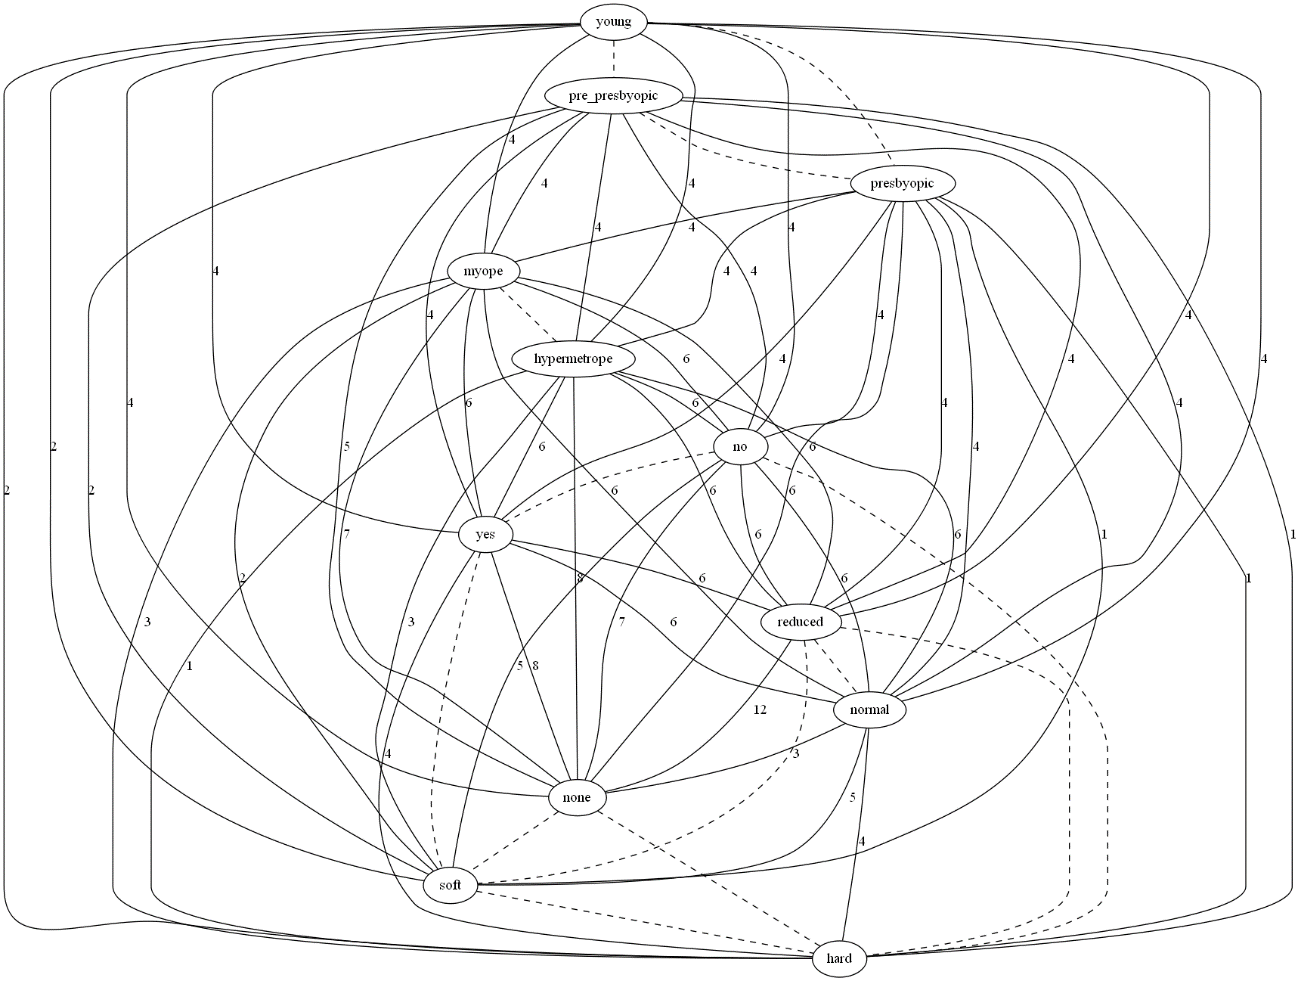 young
pre_presbyopic
4
presbyopic
4 4
4 4 4
myope
4 4 4
4 4 4
hypermetrope
6 4 4
4 6 6 4
no
2 5 6 4
2 2 6 6 6
yes
7 6 6 1 1
2 8 6 6 1
3 3 7 6
reduced
1 5 8
normal
12
4 3
none
5
4
soft
hard